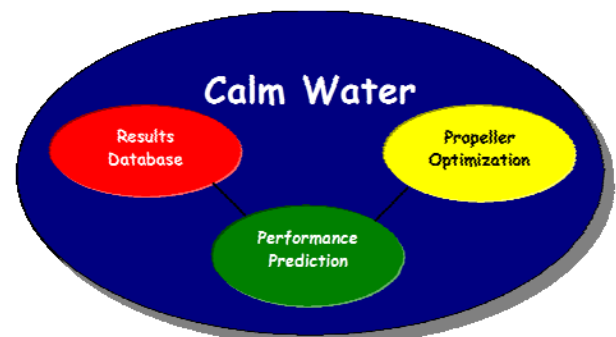 Calm Water
Results
Database
Propeller
Optimization
Performance
Prediction